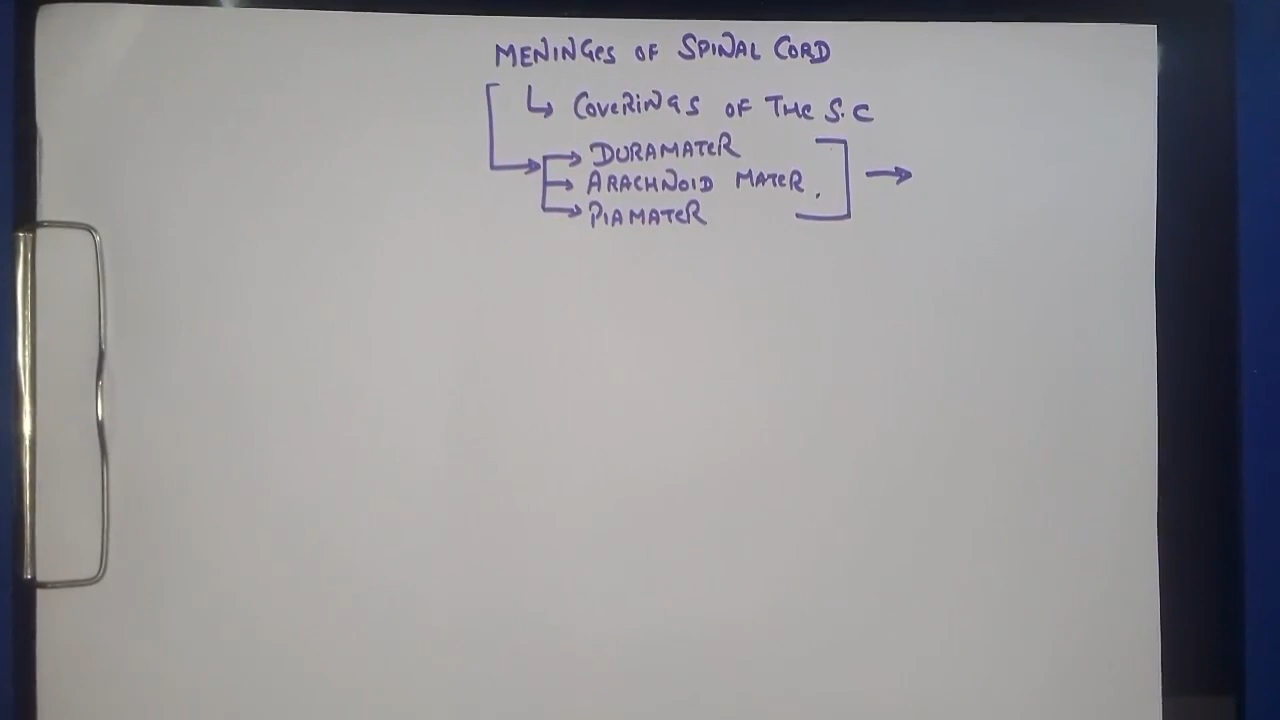 MENINGES OF SPINAL CORD
COVERINGS OF THE S.C
DURAMATER
ARACHNOID MATER.
PIAMATER